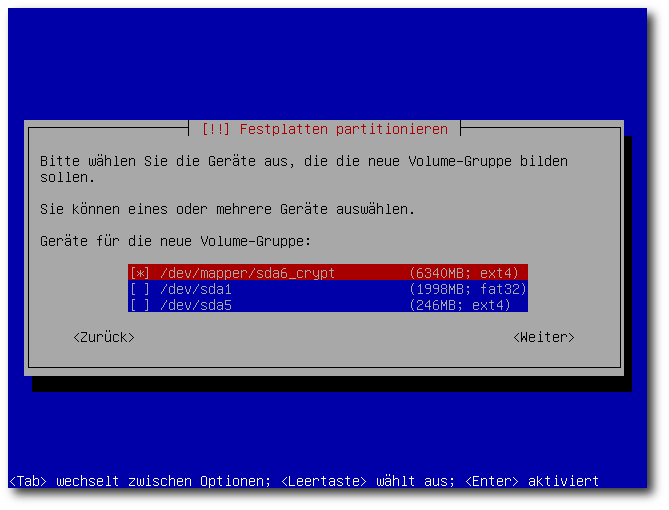 [!!] Festplatten partitionieren
Bitte wählen Sie die Geräte aus, die die neue Volume-Gruppe bilden
sollen.
Sie können eines oder mehrere Geräte auswählen.
Geräte für die neue Volume-Gruppe:
[*] /dev/mapper/sda6_crypt (6340MB; ext4)
[ ] /dev/sda1 (1998MB; fat32)
[ ] /dev/sda5 (246MB; ext4)
<Zurück> <Weiter>
<Tab> wechselt zwischen Optionen; <Leertaste> wählt aus; <Enter> aktiviert